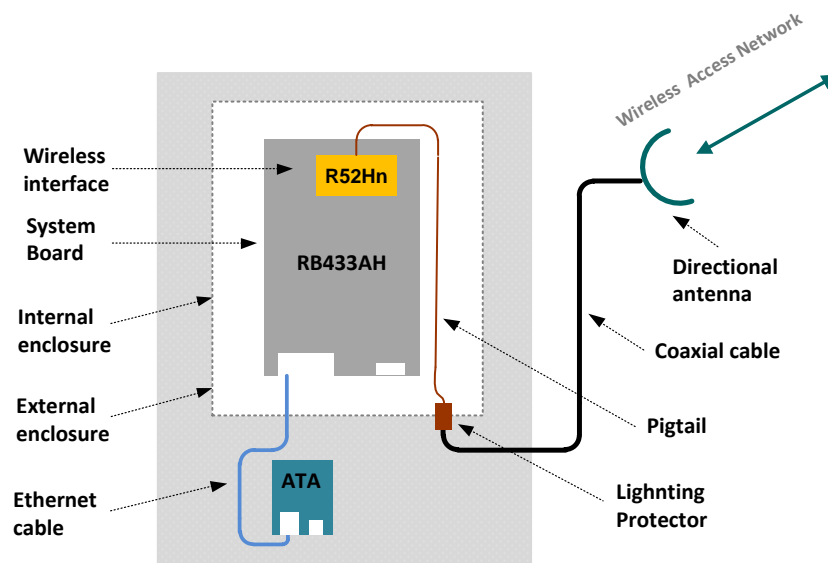 Wireless Access Network
Wireless
interface
R52Hn
System
Board
RB433AH
Directional
antenna
Internal
enclosure
Coaxial cable
External
enclosure
Pigtail
Ethernet
cable
ATA
Lighnting
Protector